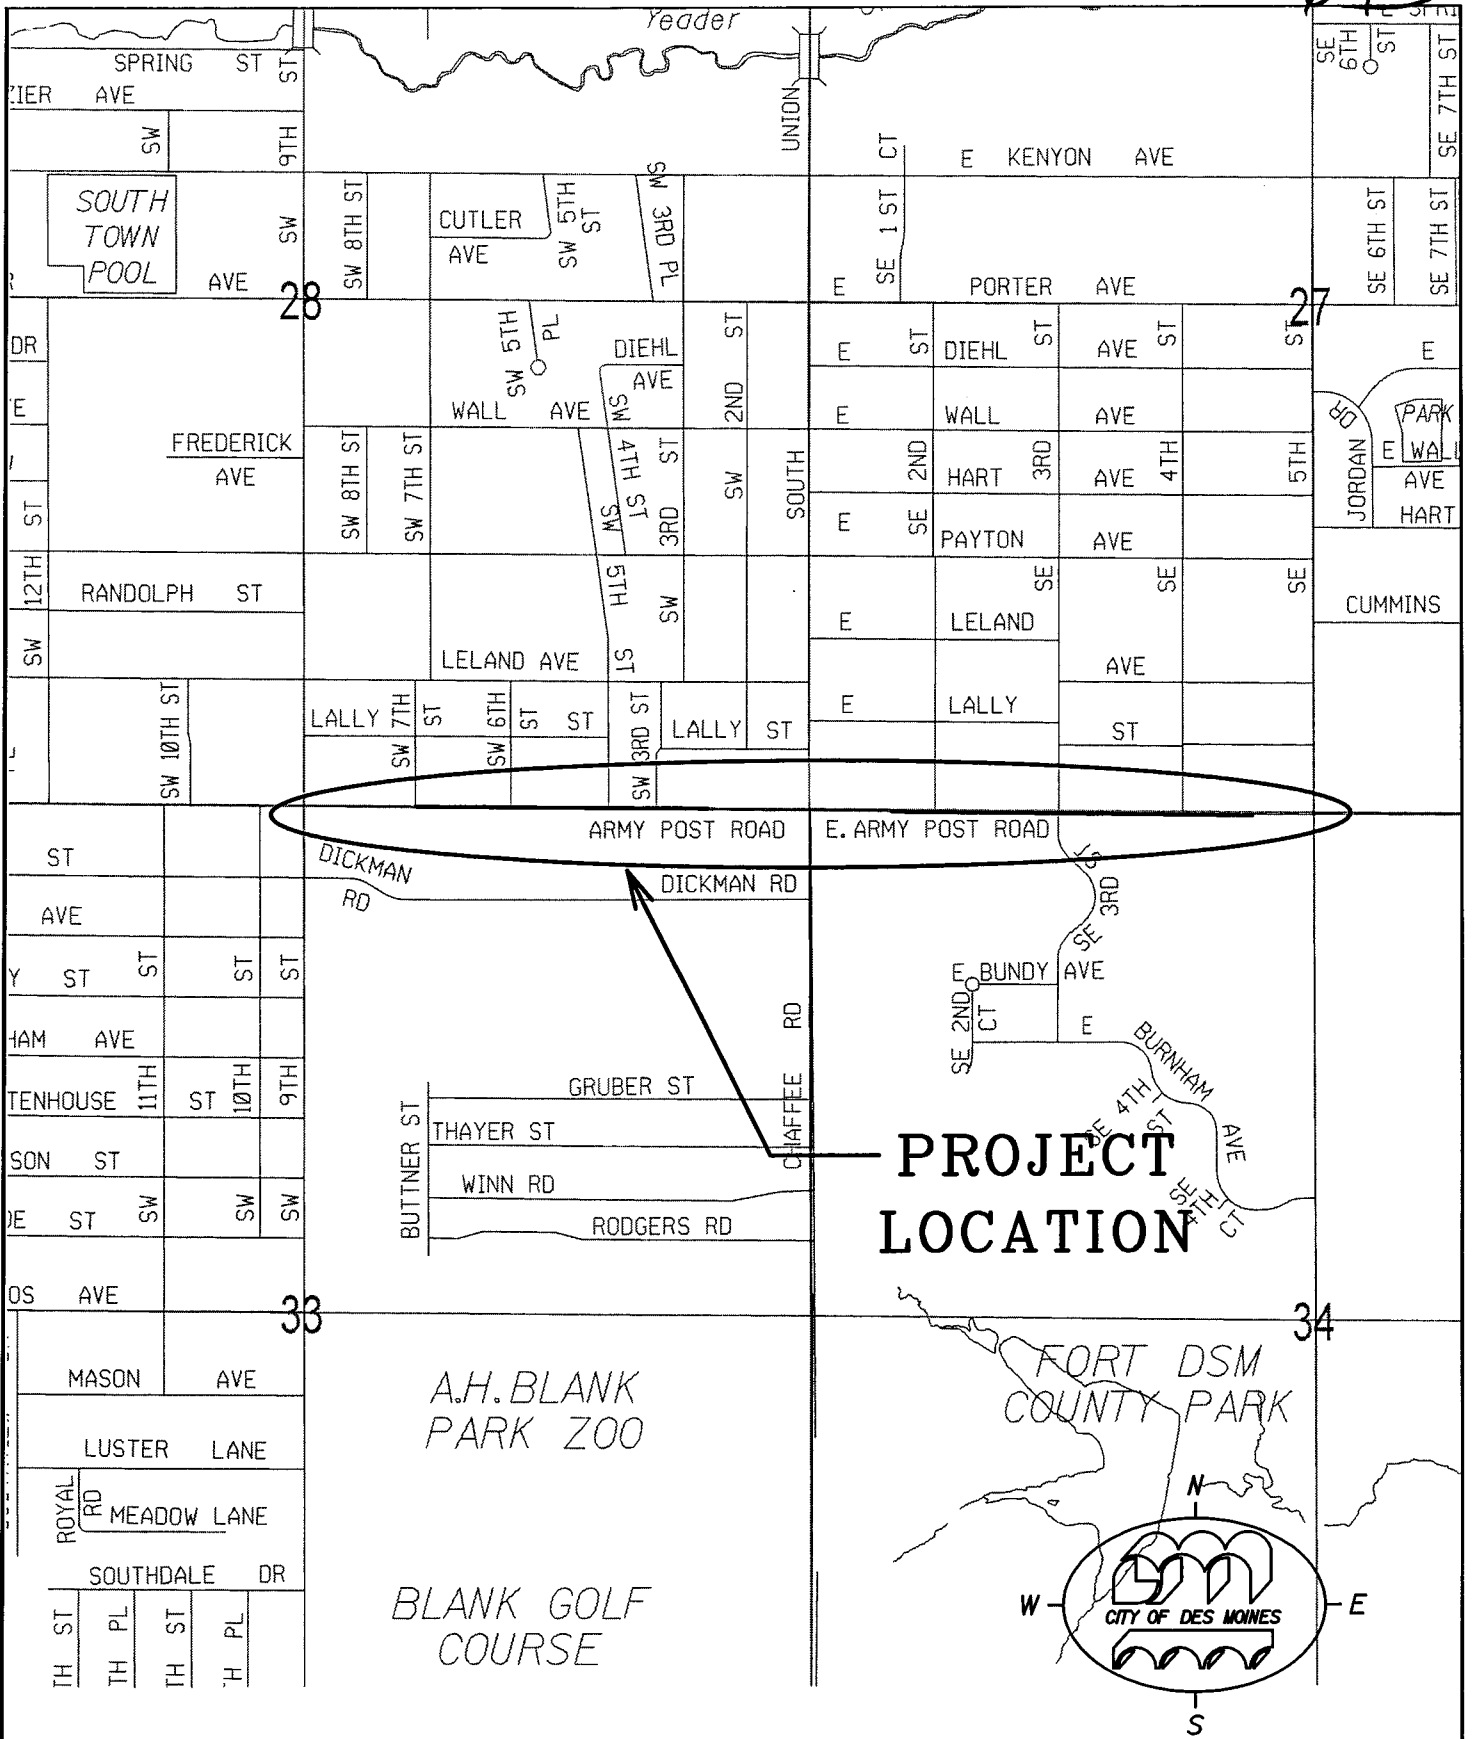 Yeader
SPRING ST
ST
AVE
SW
9TH
SW
UNION
SE 6TH ST
SE 7TH ST
E KENYON AVE
SE 1ST CT
SOUTH
TOWN
POOL
AVE
28
SW 8TH ST
CUTLER
AVE
SW 5TH
ST
SW 3RD PL
E PORTER AVE
27
SE 6TH ST
SE 7TH ST
DR
SW 5TH
PL
DIEHL
AVE
SW 2ND ST
E DIEHL AVE
E
WALL AVE
E WALL AVE
JORDAN DR
PARK
E WALL
AVE
HART
FREDERICK
AVE
SW 8TH ST
SW 7TH ST
SW 4TH ST
SW 5TH ST
SW 3RD ST
SOUTH
SE 2ND ST
HART AVE
SE 3RD ST
SE 4TH ST
SE 5TH ST
E PAYTON AVE
SW 12TH ST
RANDOLPH ST
E LELAND
AVE
CUMMINS
LELAND AVE
SW 10TH ST
LALLY ST
SW 7TH
ST
SW 6TH
ST
SW 3RD ST
LALLY ST
E LALLY
ST
ARMY POST ROAD
E. ARMY POST ROAD
ST
DICKMAN
RD
DICKMAN RD
SE 3RD ST
AVE
ST
SW 11TH ST
SW 10TH ST
SW 9TH ST
E BUNDY AVE
SE 2ND
CT
E BURNHAM AVE
AVE
TENHOUSE ST
SE 4TH
ST
SE
4TH
CT
GRUBER ST
BUTTNER ST
THAYER ST
WINN RD
RODGERS RD
CHAFFEE RD
PROJECT
LOCATION
SON ST
ST
AVE
33
34
MASON AVE
A.H. BLANK
PARK ZOO
FORT DSM
COUNTY PARK
LUSTER LANE
ROYAL
RD
MEADOW LANE
SOUTHDALE DR
TH ST
TH PL
TH ST
PL
BLANK GOLF
COURSE
N
W
E
CITY OF DES MOINES
S